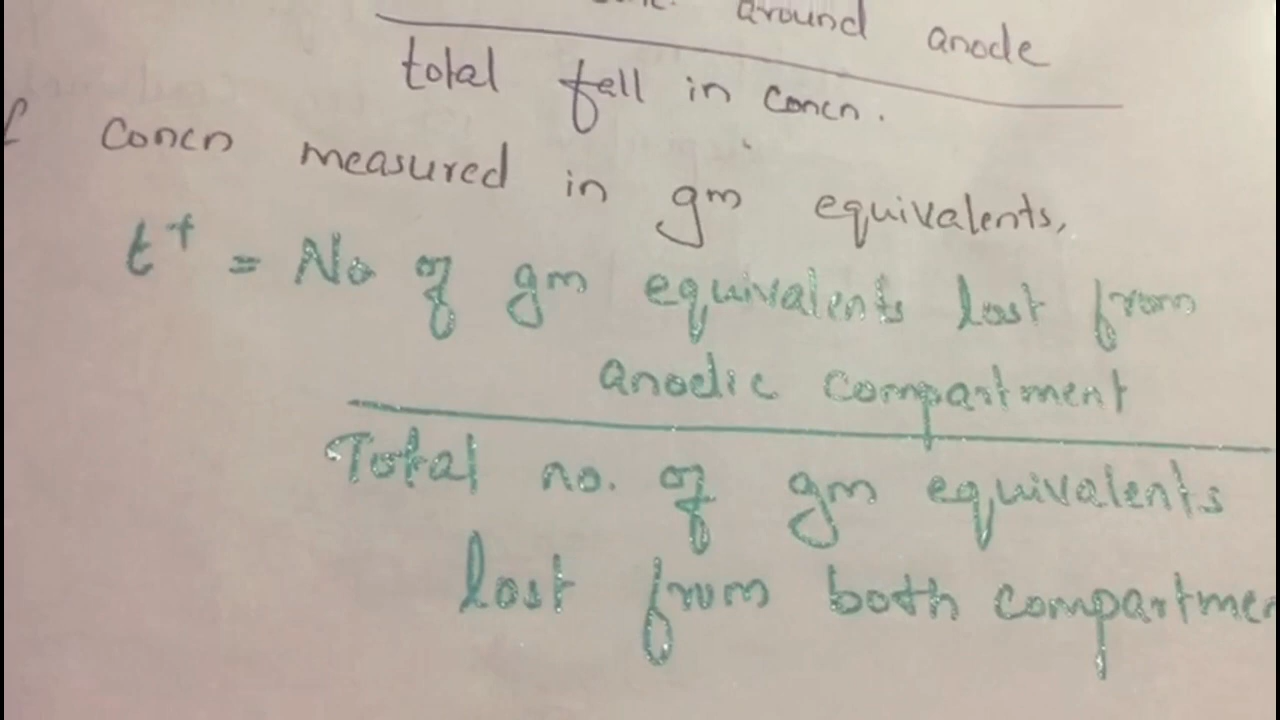 around anode
total fall in concn.
concn measured in gm equivalents,
t+ = No of gm equivalents lost from
anodic compartment
Total no. of gm equivalents
lost from both compartmen